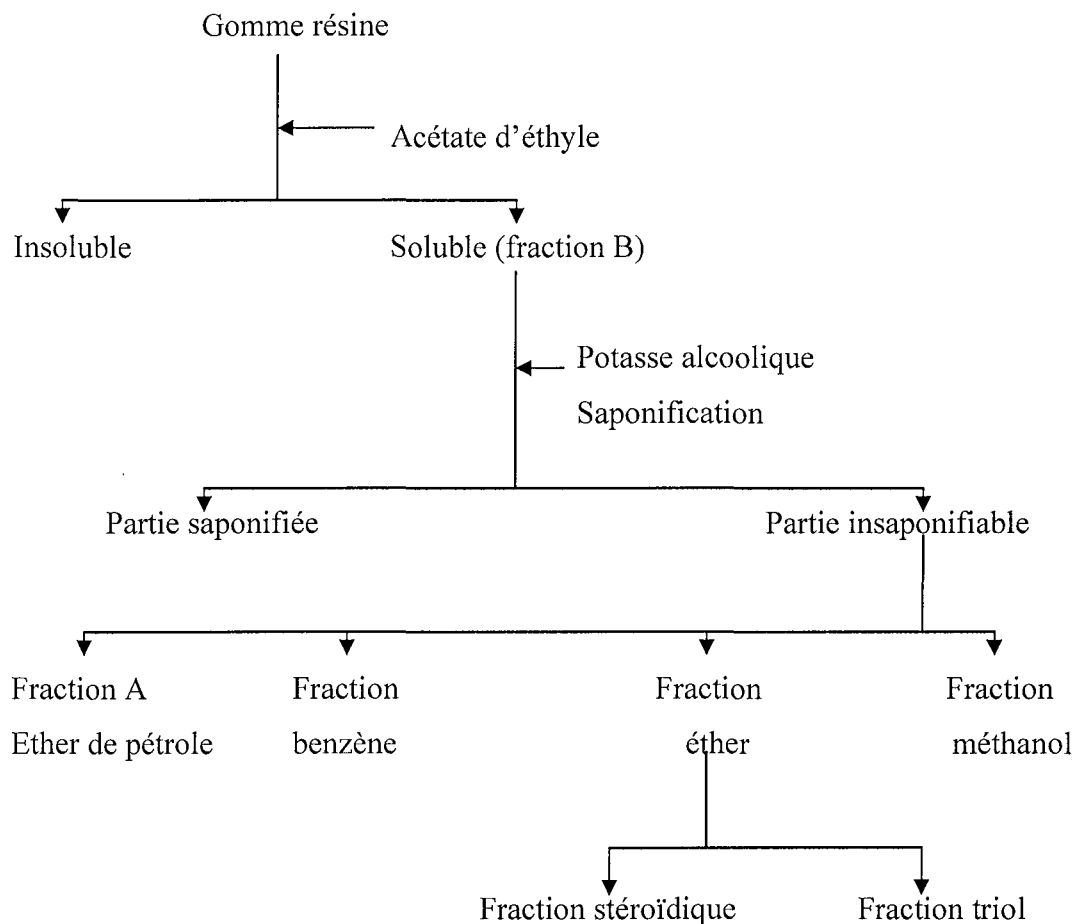 Gomme résine
Acétate d'éthyle
Insoluble
Soluble (fraction B)
Potasse alcoolique
Saponification
Partie saponifiée
Partie insaponifiable
Fraction A
Ether de pétrole
Fraction
benzène
Fraction
éther
Fraction
méthanol
Fraction stéroïdique
Fraction triol